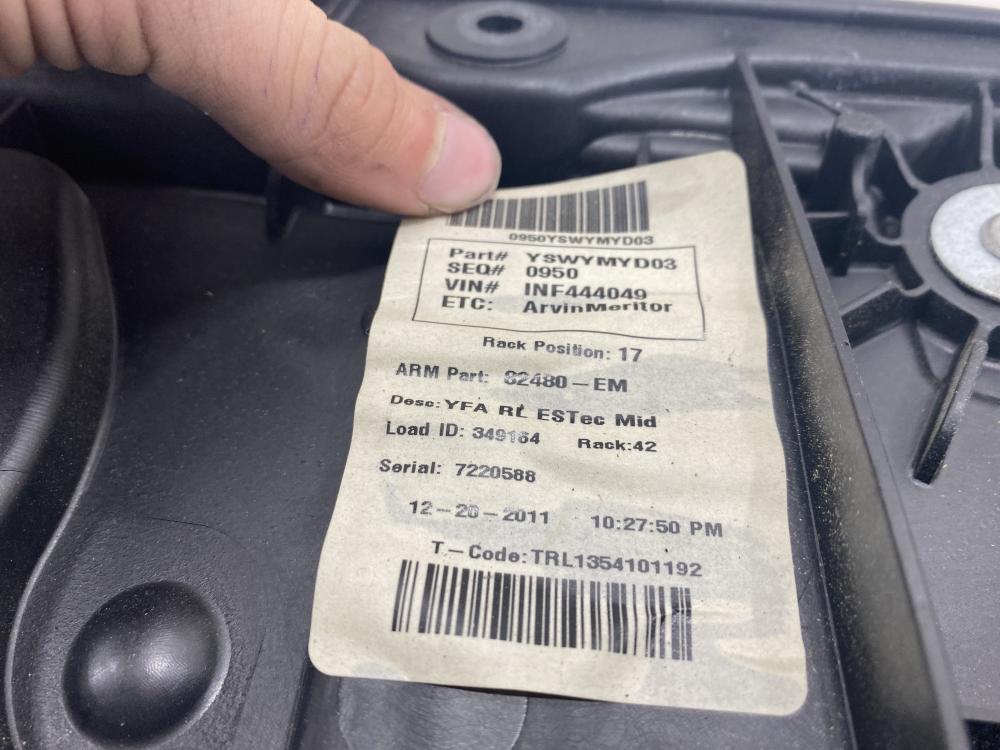 0950YSWYMYD03
Part# YSWYMYD03
SEQ# 0950
VIN# INF444049
ETC: ArvinMeritor
Rack Position: 17
ARM Part: 82480-EM
Desc: YFA RL ESTec Mid
Load ID: 349164 Rack:42
Serial: 7220588
12-20-2011 10:27:50 PM
T-Code: TRL1354101192